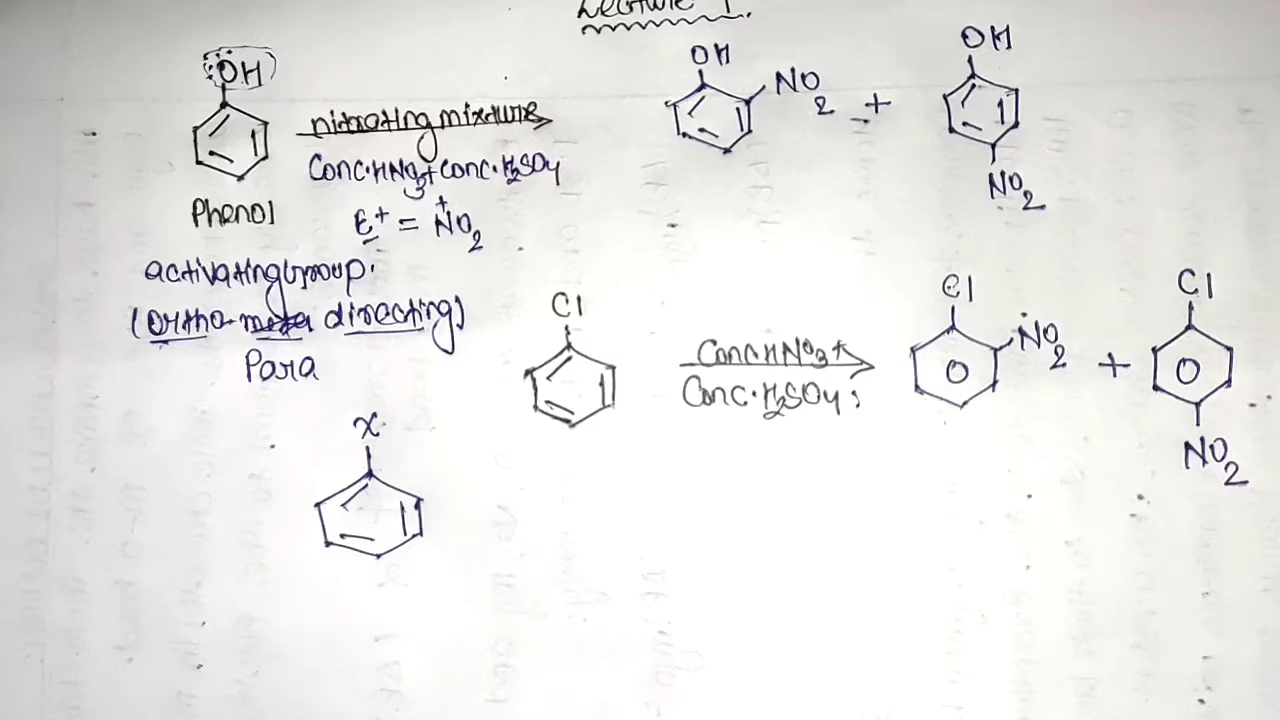 Lecture 1.
OH
nitrating mixture
Conc.HNO3+conc.H2SO4
Phenol
E+ = N+O2
activating group.
(ortho-meta directing)
Para
OH
NO2
+
OH
NO2
Cl
Conc HNO3+
Conc.H2SO4;
Cl
NO2
+
Cl
NO2
X